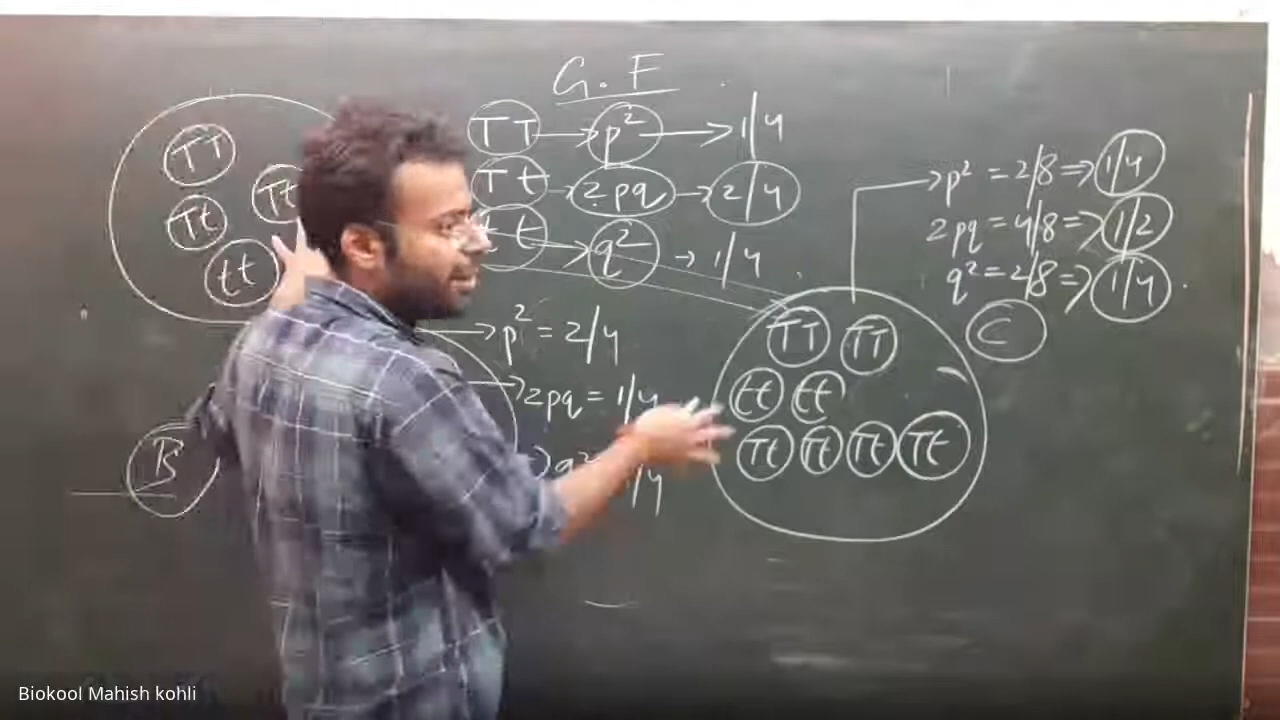 G.F
TT → p² → 1/4
Tt → 2pq → 2/4
tt → q² → 1/4
TT
Tt
Tt
tt
→ p² = 2/8 ⇒ 1/4
2pq = 4/8 ⇒ 1/2
q² = 2/8 ⇒ 1/4
C
→ p² = 2/4
→ 2pq = 1/4
B
TT TT
tt tt
Tt Tt Tt Tt
Biokool Mahish kohli